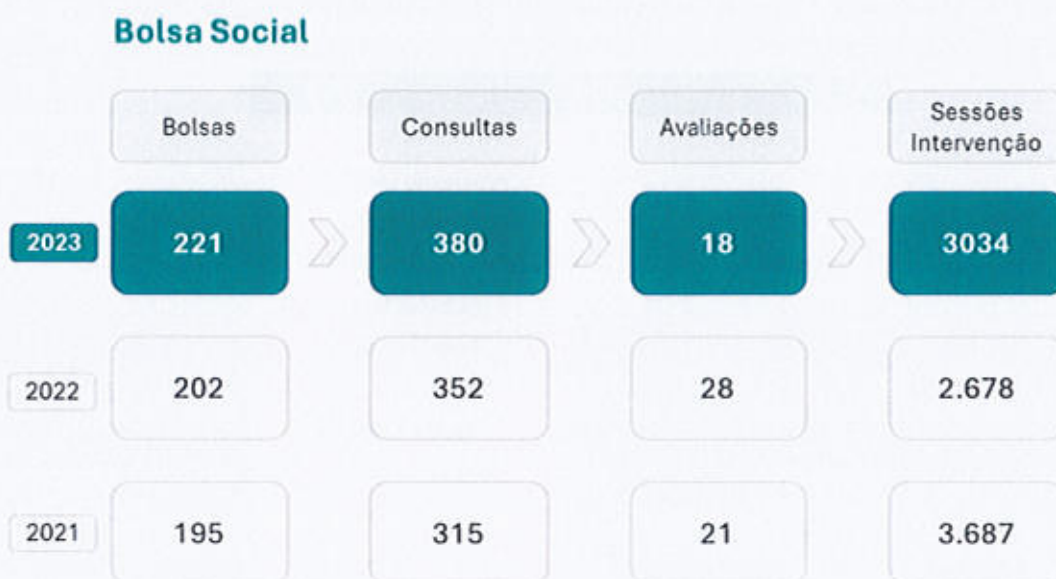 Bolsa Social
Bolsas
Consultas
Avaliações
Sessões
Intervenção
2023
221
380
18
3034
2022
202
352
28
2.678
2021
195
315
21
3.687